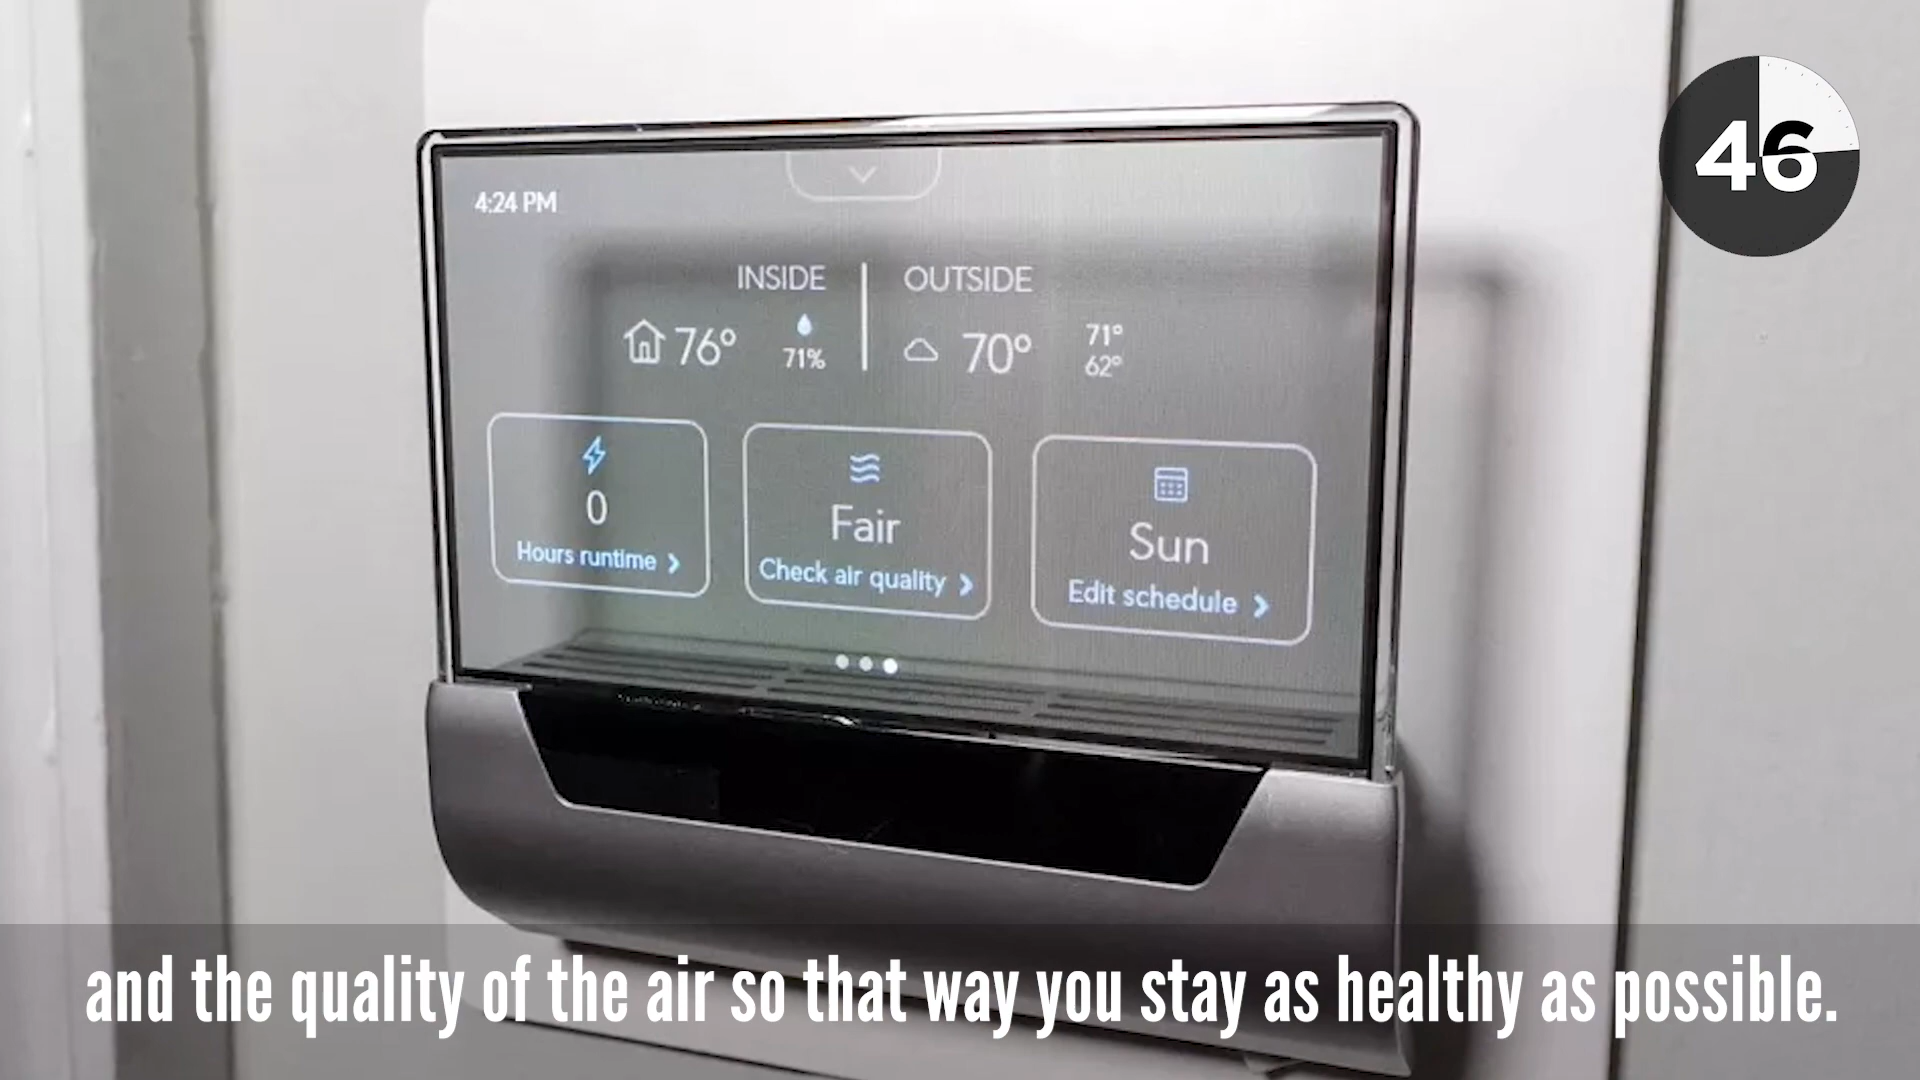 46
4:24 PM
INSIDE
OUTSIDE
76°
71%
70°
71°
62°
0
Hours runtime >
Fair
Check air quality >
Sun
Edit schedule >
and the quality of the air so that way you stay as healthy as possible.